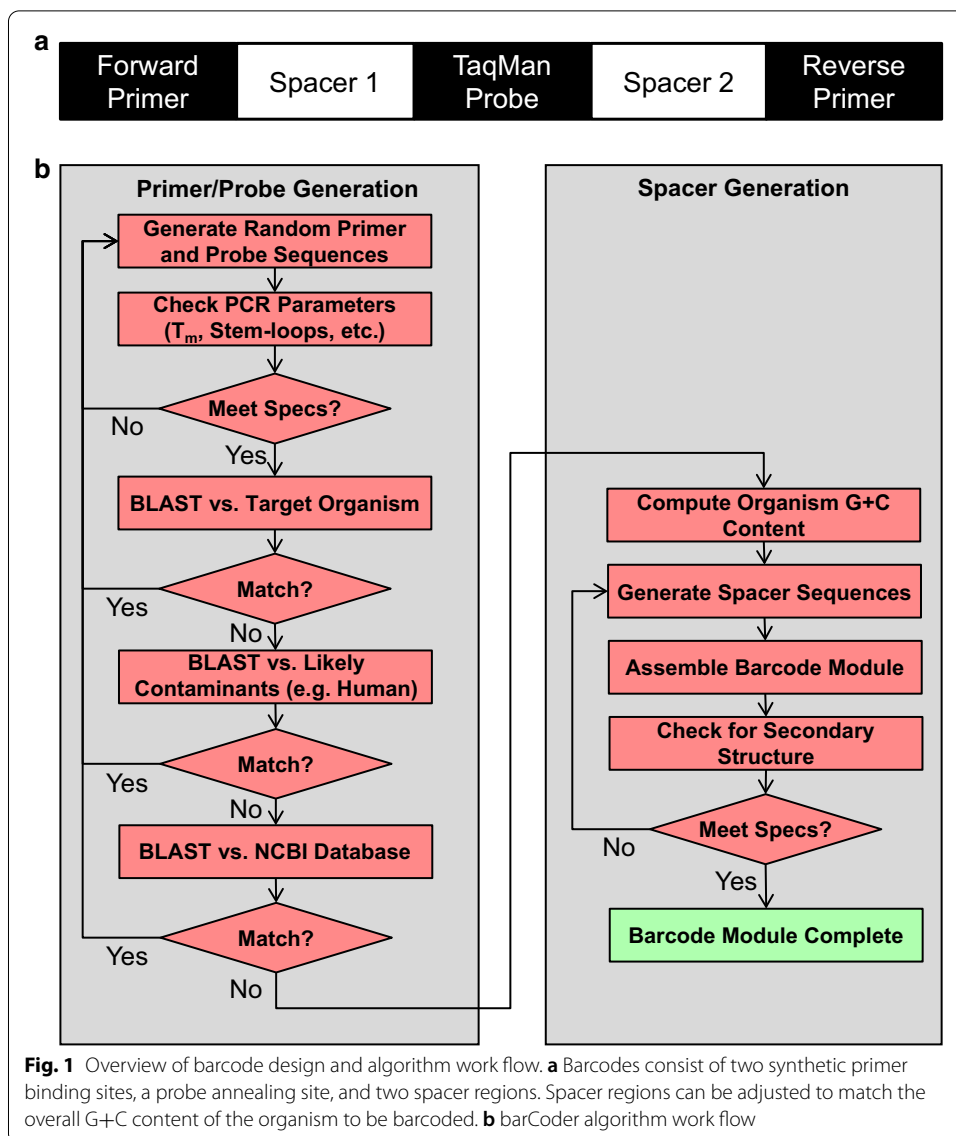 a
Forward
Primer
Spacer 1
TaqMan
Probe
Spacer 2
Reverse
Primer
b
Primer/Probe Generation
Generate Random Primer
and Probe Sequences
Check PCR Parameters
(Tm, Stem-loops, etc.)
Meet Specs?
No
Yes
BLAST vs. Target Organism
Match?
Yes
No
BLAST vs. Likely
Contaminants (e.g. Human)
Match?
Yes
No
BLAST vs. NCBI Database
Match?
Yes
No
Spacer Generation
Compute Organism G+C
Content
Generate Spacer Sequences
Assemble Barcode Module
Check for Secondary
Structure
Meet Specs?
No
Yes
Barcode Module Complete
Fig. 1 Overview of barcode design and algorithm work flow. a Barcodes consist of two synthetic primer
binding sites, a probe annealing site, and two spacer regions. Spacer regions can be adjusted to match the
overall G+C content of the organism to be barcoded. b barCoder algorithm work flow